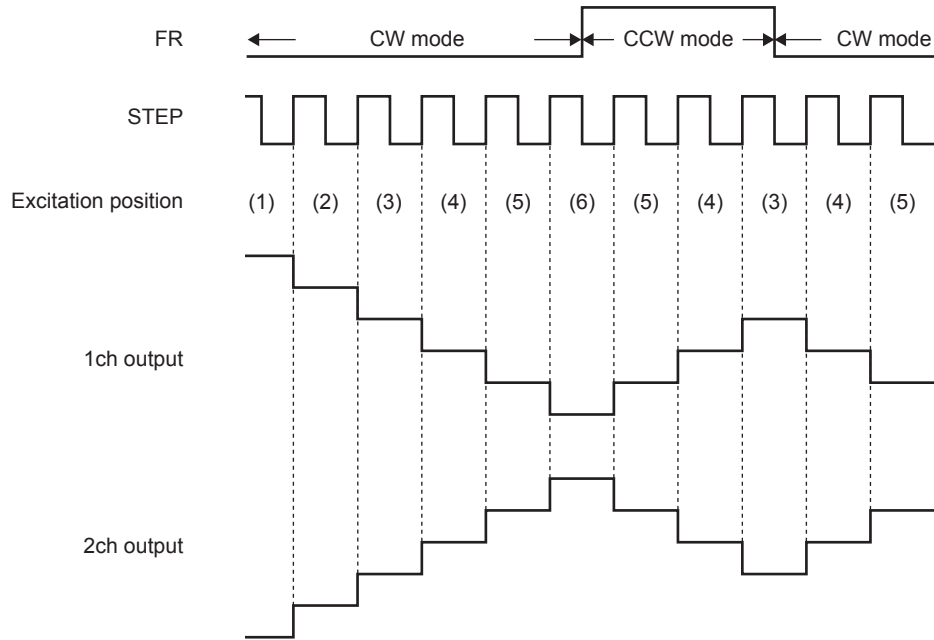 FR CW mode CCW mode CW mode
STEP
Excitation position (1) (2) (3) (4) (5) (6) (5) (4) (3) (4) (5)
1ch output
2ch output